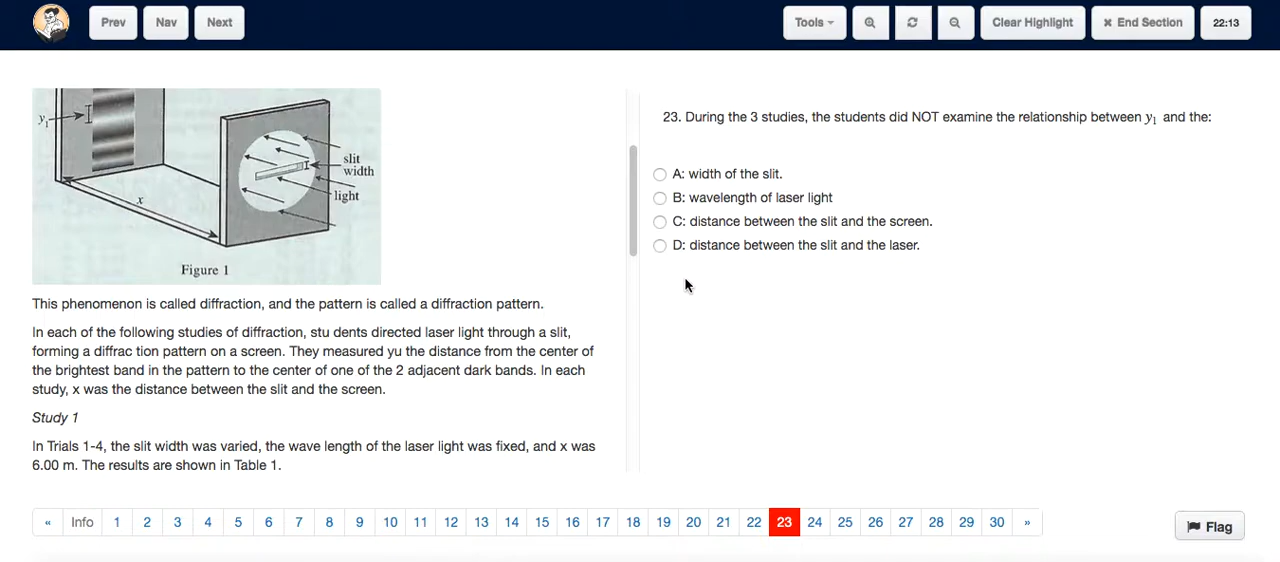 Prev Nav Next Tools Clear Highlight ✖ End Section 22:13
y₁
slit
width
light
x
Figure 1
This phenomenon is called diffraction, and the pattern is called a diffraction pattern.
In each of the following studies of diffraction, stu dents directed laser light through a slit,
forming a diffrac tion pattern on a screen. They measured yu the distance from the center of
the brightest band in the pattern to the center of one of the 2 adjacent dark bands. In each
study, x was the distance between the slit and the screen.
Study 1
In Trials 1-4, the slit width was varied, the wave length of the laser light was fixed, and x was
6.00 m. The results are shown in Table 1.
23. During the 3 studies, the students did NOT examine the relationship between y₁ and the:
A: width of the slit.
B: wavelength of laser light
C: distance between the slit and the screen.
D: distance between the slit and the laser.
« Info 1 2 3 4 5 6 7 8 9 10 11 12 13 14 15 16 17 18 19 20 21 22 23 24 25 26 27 28 29 30 »
Flag